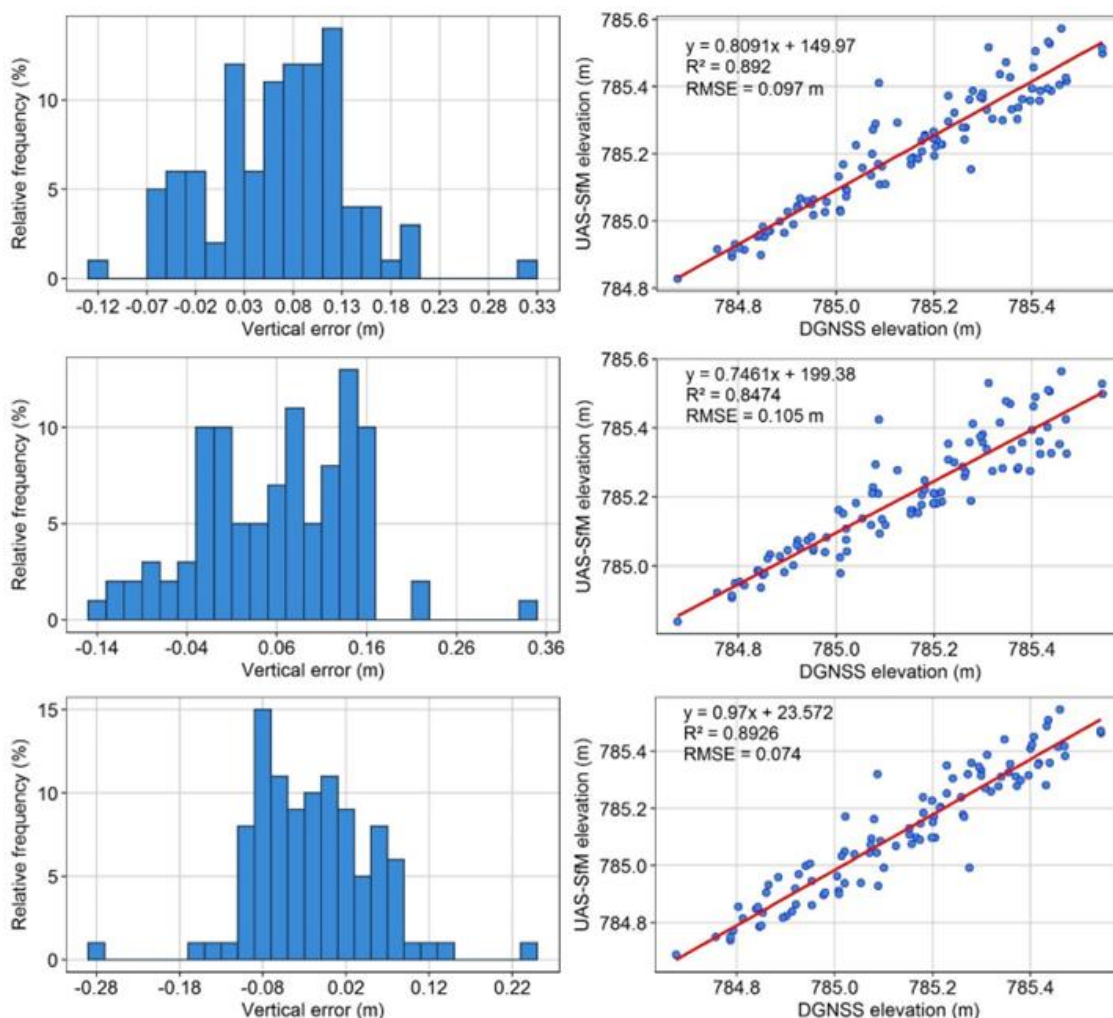 Relative frequency (%)
10
5
0
-0.12 -0.07 -0.02 0.03 0.08 0.13 0.18 0.23 0.28 0.33
Vertical error (m)
UAS-SfM elevation (m)
785.6
785.4
785.2
785.0
784.8
y = 0.8091x + 149.97
R² = 0.892
RMSE = 0.097 m
784.8 785.0 785.2 785.4
DGNSS elevation (m)
Relative frequency (%)
10
5
0
-0.14 -0.04 0.06 0.16 0.26 0.36
Vertical error (m)
UAS-SfM elevation (m)
785.6
785.4
785.2
785.0
784.8
y = 0.7461x + 199.38
R² = 0.8474
RMSE = 0.105 m
784.8 785.0 785.2 785.4
DGNSS elevation (m)
Relative frequency (%)
15
10
5
0
-0.28 -0.18 -0.08 0.02 0.12 0.22
Vertical error (m)
UAS-SfM elevation (m)
785.4
785.2
785.0
784.8
y = 0.97x + 23.572
R² = 0.8926
RMSE = 0.074
784.8 785.0 785.2 785.4
DGNSS elevation (m)